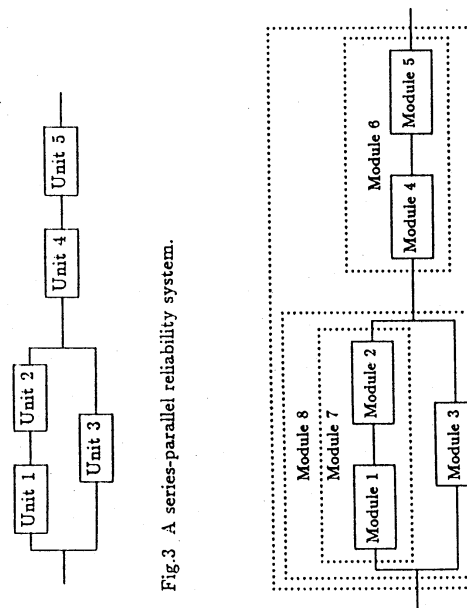 Unit 1
Unit 2
Unit 3
Unit 4
Unit 5
Fig.3 A series-parallel reliability system.
Module 8
Module 7
Module 1
Module 2
Module 3
Module 6
Module 4
Module 5